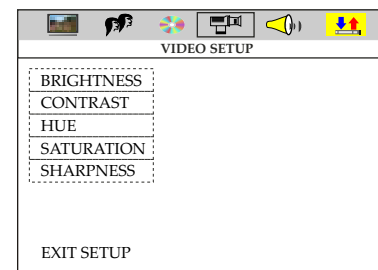 VIDEO SETUP
BRIGHTNESS
CONTRAST
HUE
SATURATION
SHARPNESS
EXIT SETUP